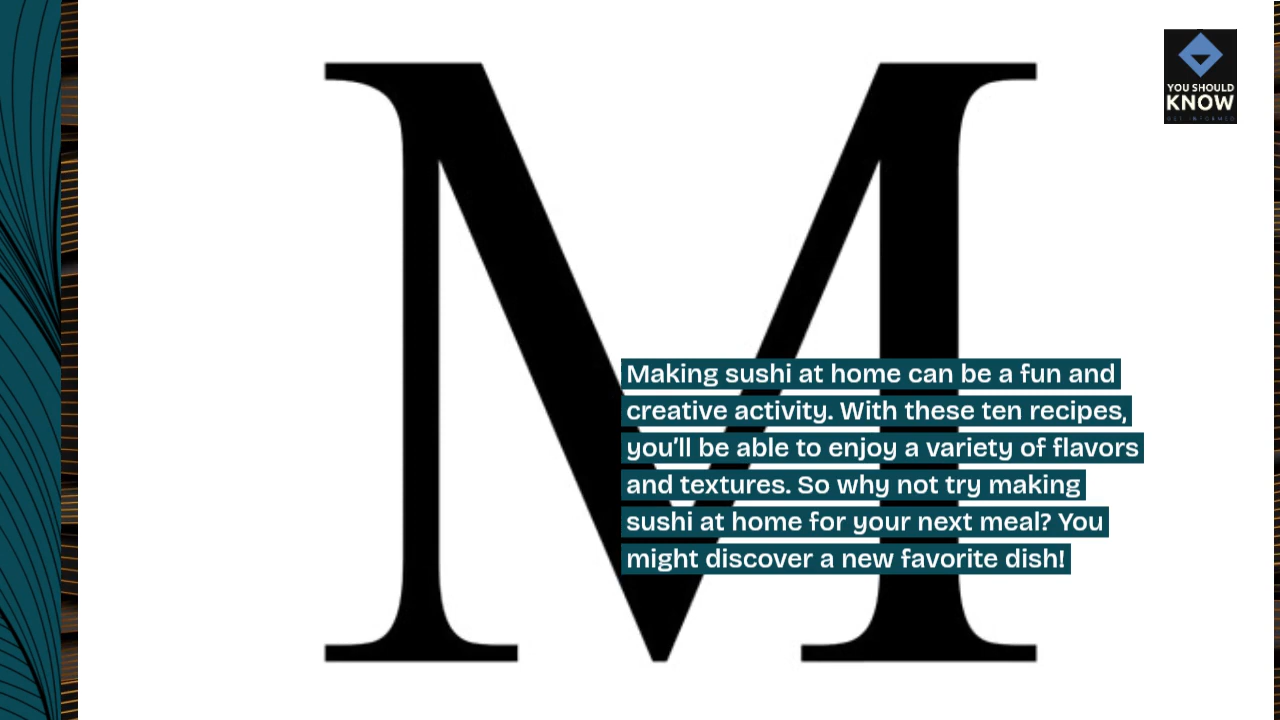 M
YOU SHOULD
KNOW
GET INFORMED
Making sushi at home can be a fun and
creative activity. With these ten recipes,
you’ll be able to enjoy a variety of flavors
and textures. So why not try making
sushi at home for your next meal? You
might discover a new favorite dish!